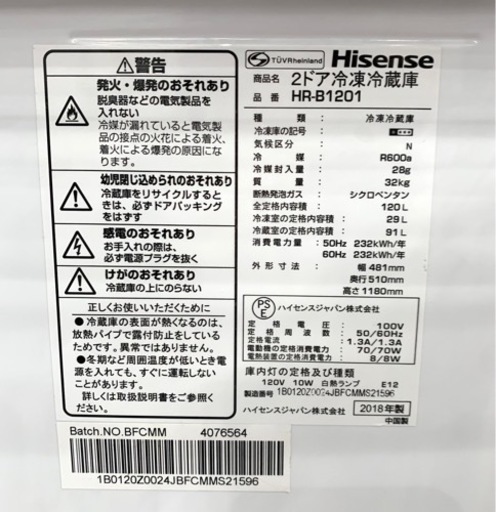 警告
発火・爆発のおそれあり
脱臭器などの電気製品を
入れない
冷媒が漏れていると電気製
品の接点の火花による着火、
着火による爆発の原因にな
ります。
幼児閉じ込められのおそれあり
冷蔵庫をリサイクルすると
きは、必ずドアパッキング
をはずす
感電のおそれあり
お手入れの際は、
必ず電源プラグを抜く
けがのおそれあり
冷蔵庫の上にのらない
正しくお使いいただくために
●冷蔵庫の表面が熱くなるのは、
放熱パイプで露付防止をしている
ためです。異常ではありません。
●冬期など周囲温度が低いとき電
源を入れても、すぐに運転しない
ことがあります。
詳しくは取扱説明書をご覧ください。
Batch.NO.BFCMM 4076564
1B0120Z0024JBFCMMS21596
TÜVRheinland Hisense
商品名 2ドア冷凍冷蔵庫
品番 HR-B1201
種類：冷凍冷蔵庫
冷凍庫の記号：
気候区分：N
冷媒：R600a
冷媒封入量：28g
質量：32kg
断熱発泡ガス：シクロペンタン
全定格内容積：120L
冷凍室の定格内容積：29L
冷蔵室の定格内容積：91L
消費電力量：50Hz 232kWh/年
60Hz 232kWh/年
外形寸法：幅 481mm
奥行 510mm
高さ 1180mm
PS
E
ハイセンスジャパン株式会社
定格電圧：100V
定格周波数：50/60Hz
定格電流：1.3A/1.3A
電動機の定格消費電力：70/70W
電熱装置の定格消費電力：8/8W
庫内灯の定格及び種類
120V 10W 白熱ランプ E12
製造番号：1B0120Z0024JBFCMMS21596
ハイセンスジャパン株式会社
2018年製
中国製